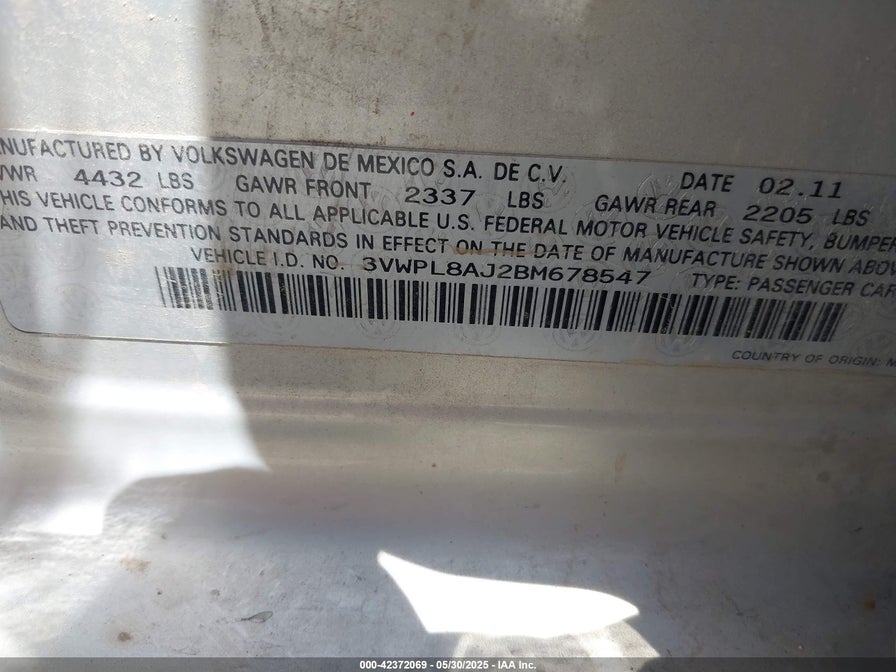 NUFACTURED BY VOLKSWAGEN DE MEXICO S.A. DE C.V. DATE 02.11
VWR 4432 LBS GAWR FRONT 2337 LBS GAWR REAR 2205 LBS
HIS VEHICLE CONFORMS TO ALL APPLICABLE U.S. FEDERAL MOTOR VEHICLE SAFETY, BUMPER
AND THEFT PREVENTION STANDARDS IN EFFECT ON THE DATE OF MANUFACTURE SHOWN ABOV
VEHICLE I.D. NO. 3VWPL8AJ2BM678547 TYPE: PASSENGER CAR
COUNTRY OF ORIGIN: M
000-42372069 — 05/30/2025 — IAA Inc.